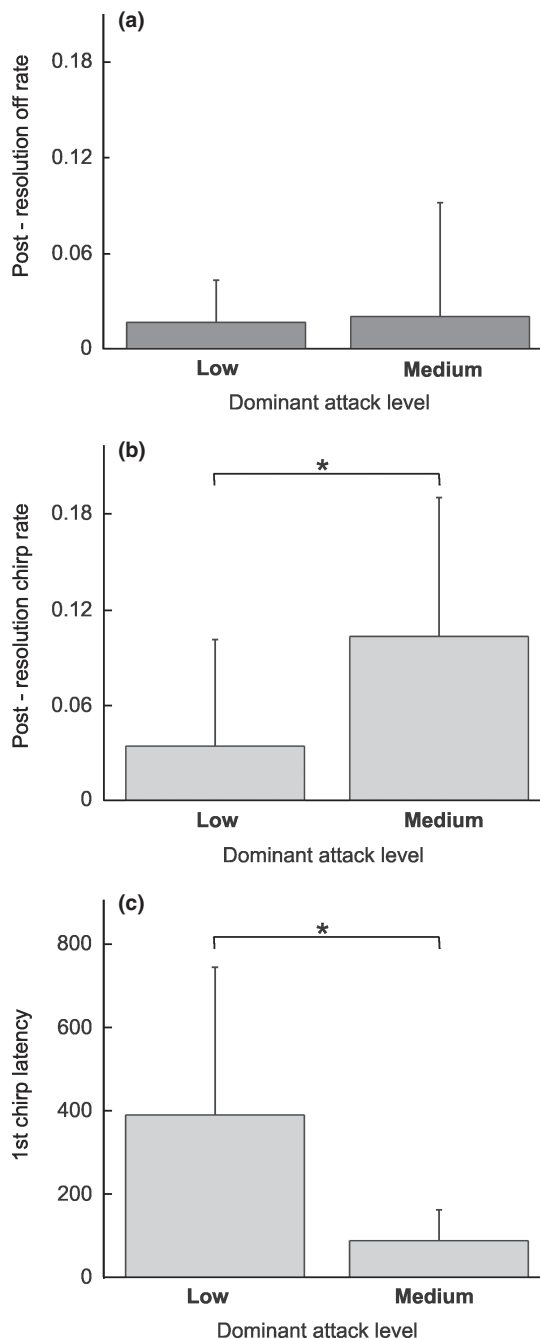 (a)
Post - resolution off rate
0.18
0.12
0.06
0
Low Medium
Dominant attack level
(b)
*
Post - resolution chirp rate
0.18
0.12
0.06
0
Low Medium
Dominant attack level
(c)
*
1st chirp latency
800
600
400
200
0
Low Medium
Dominant attack level